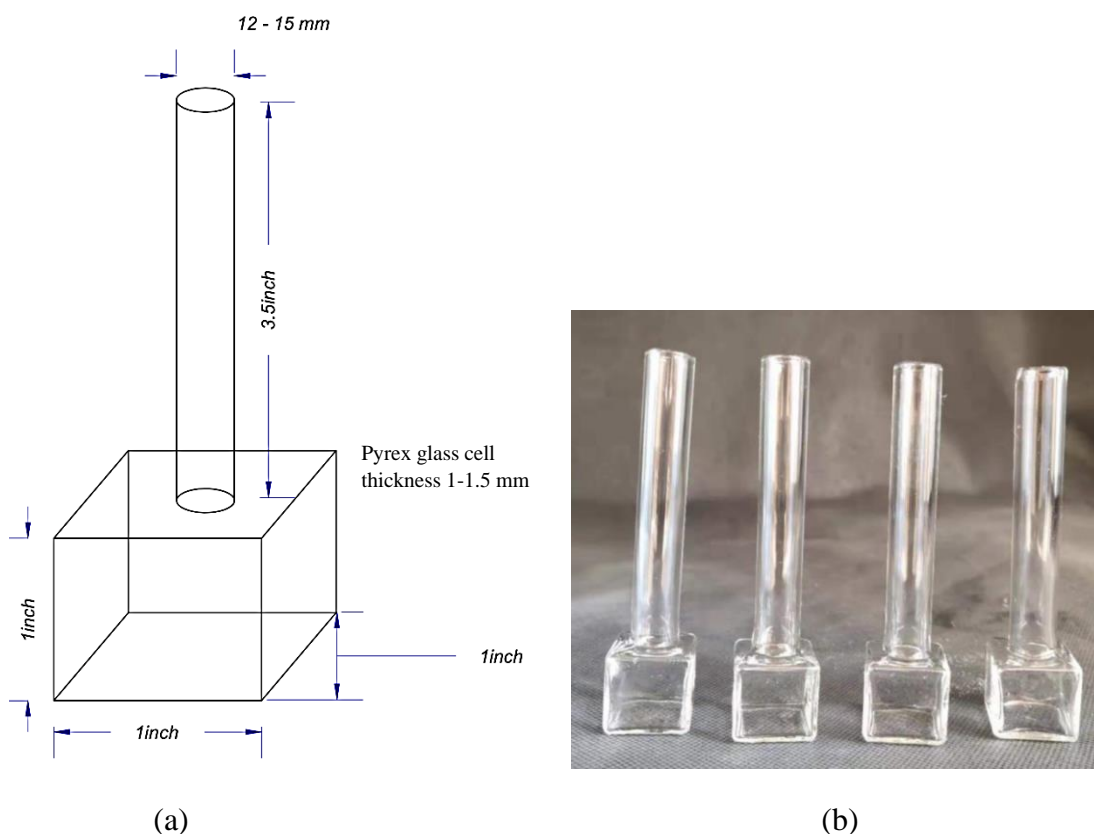 12 - 15 mm
3.5inch
Pyrex glass cell
thickness 1-1.5 mm
1inch
1inch
1inch
(a)
(b)